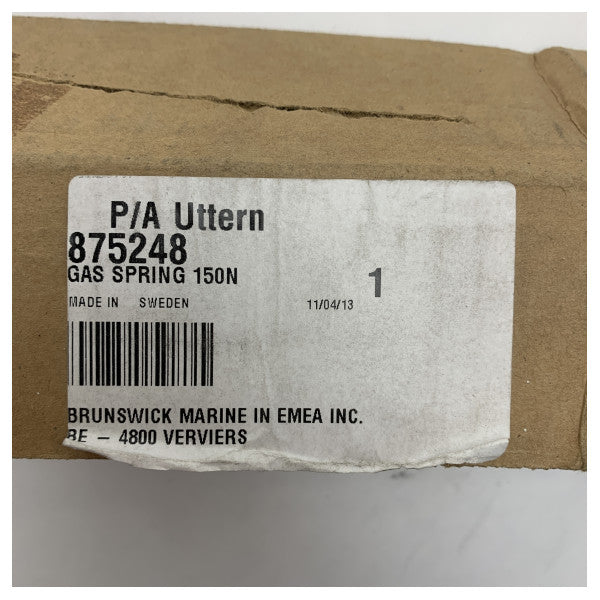 P/A Uttern
875248
GAS SPRING 150N
1
MADE IN SWEDEN 11/04/13
BRUNSWICK MARINE IN EMEA INC.
BE – 4800 VERVIERS